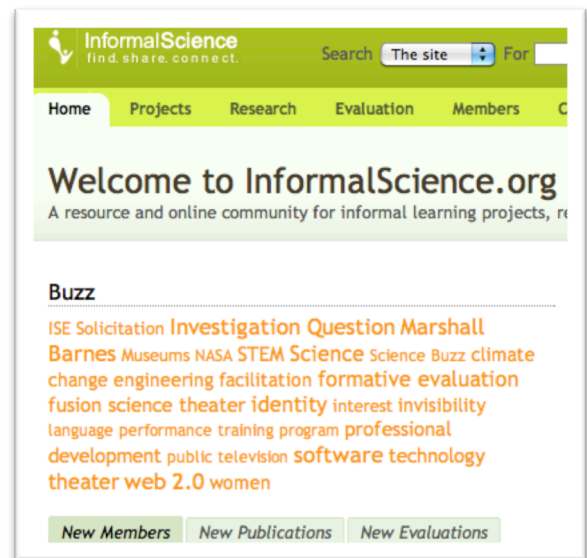 InformalScience
find. share. connect.
Search The site For
Home Projects Research Evaluation Members C
Welcome to InformalScience.org
A resource and online community for informal learning projects, re
Buzz
ISE Solicitation Investigation Question Marshall
Barnes Museums NASA STEM Science Science Buzz climate
change engineering facilitation formative evaluation
fusion science theater identity interest invisibility
language performance training program professional
development public television software technology
theater web 2.0 women
New Members New Publications New Evaluations